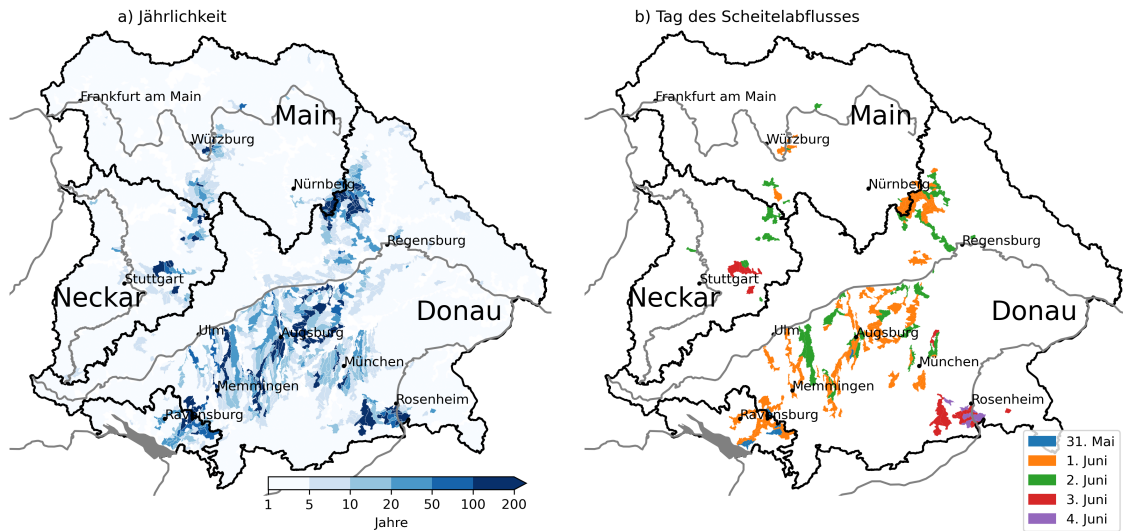 a) Jährlichkeit
Frankfurt am Main
Main
Würzburg
Nürnberg
Regensburg
Stuttgart
Neckar
Donau
Ulm
Augsburg
München
Memmingen
Rosenheim
Ravensburg
1 5 10 20 50 100 200
Jahre
b) Tag des Scheitelabflusses
Frankfurt am Main
Main
Würzburg
Nürnberg
Regensburg
Stuttgart
Neckar
Donau
Ulm
Augsburg
München
Memmingen
Rosenheim
Ravensburg
31. Mai
1. Juni
2. Juni
3. Juni
4. Juni